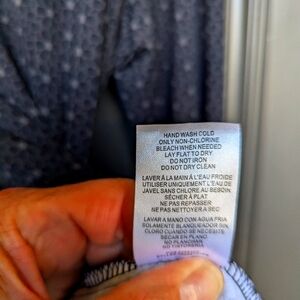 HAND WASH COLD
ONLY NON-CHLORINE
BLEACH WHEN NEEDED
LAY FLAT TO DRY
DO NOT IRON
DO NOT DRY CLEAN
LAVER À LA MAIN À L'EAU FROIDE
UTILISER UNIQUEMENT L'EAU DE
JAVEL SANS CHLORE AU BESOIN.
SÉCHER À PLAT
NE PAS REPASSER
NE PAS NETTOYER À SEC
LAVAR A MANO CON AGUA FRIA
SOLAMENTE BLANQUEADOR SIN
CLORO CUANDO SE NECESITE
SECAR EN PLANO
NO PLANCHAR
NO TINTORERIA